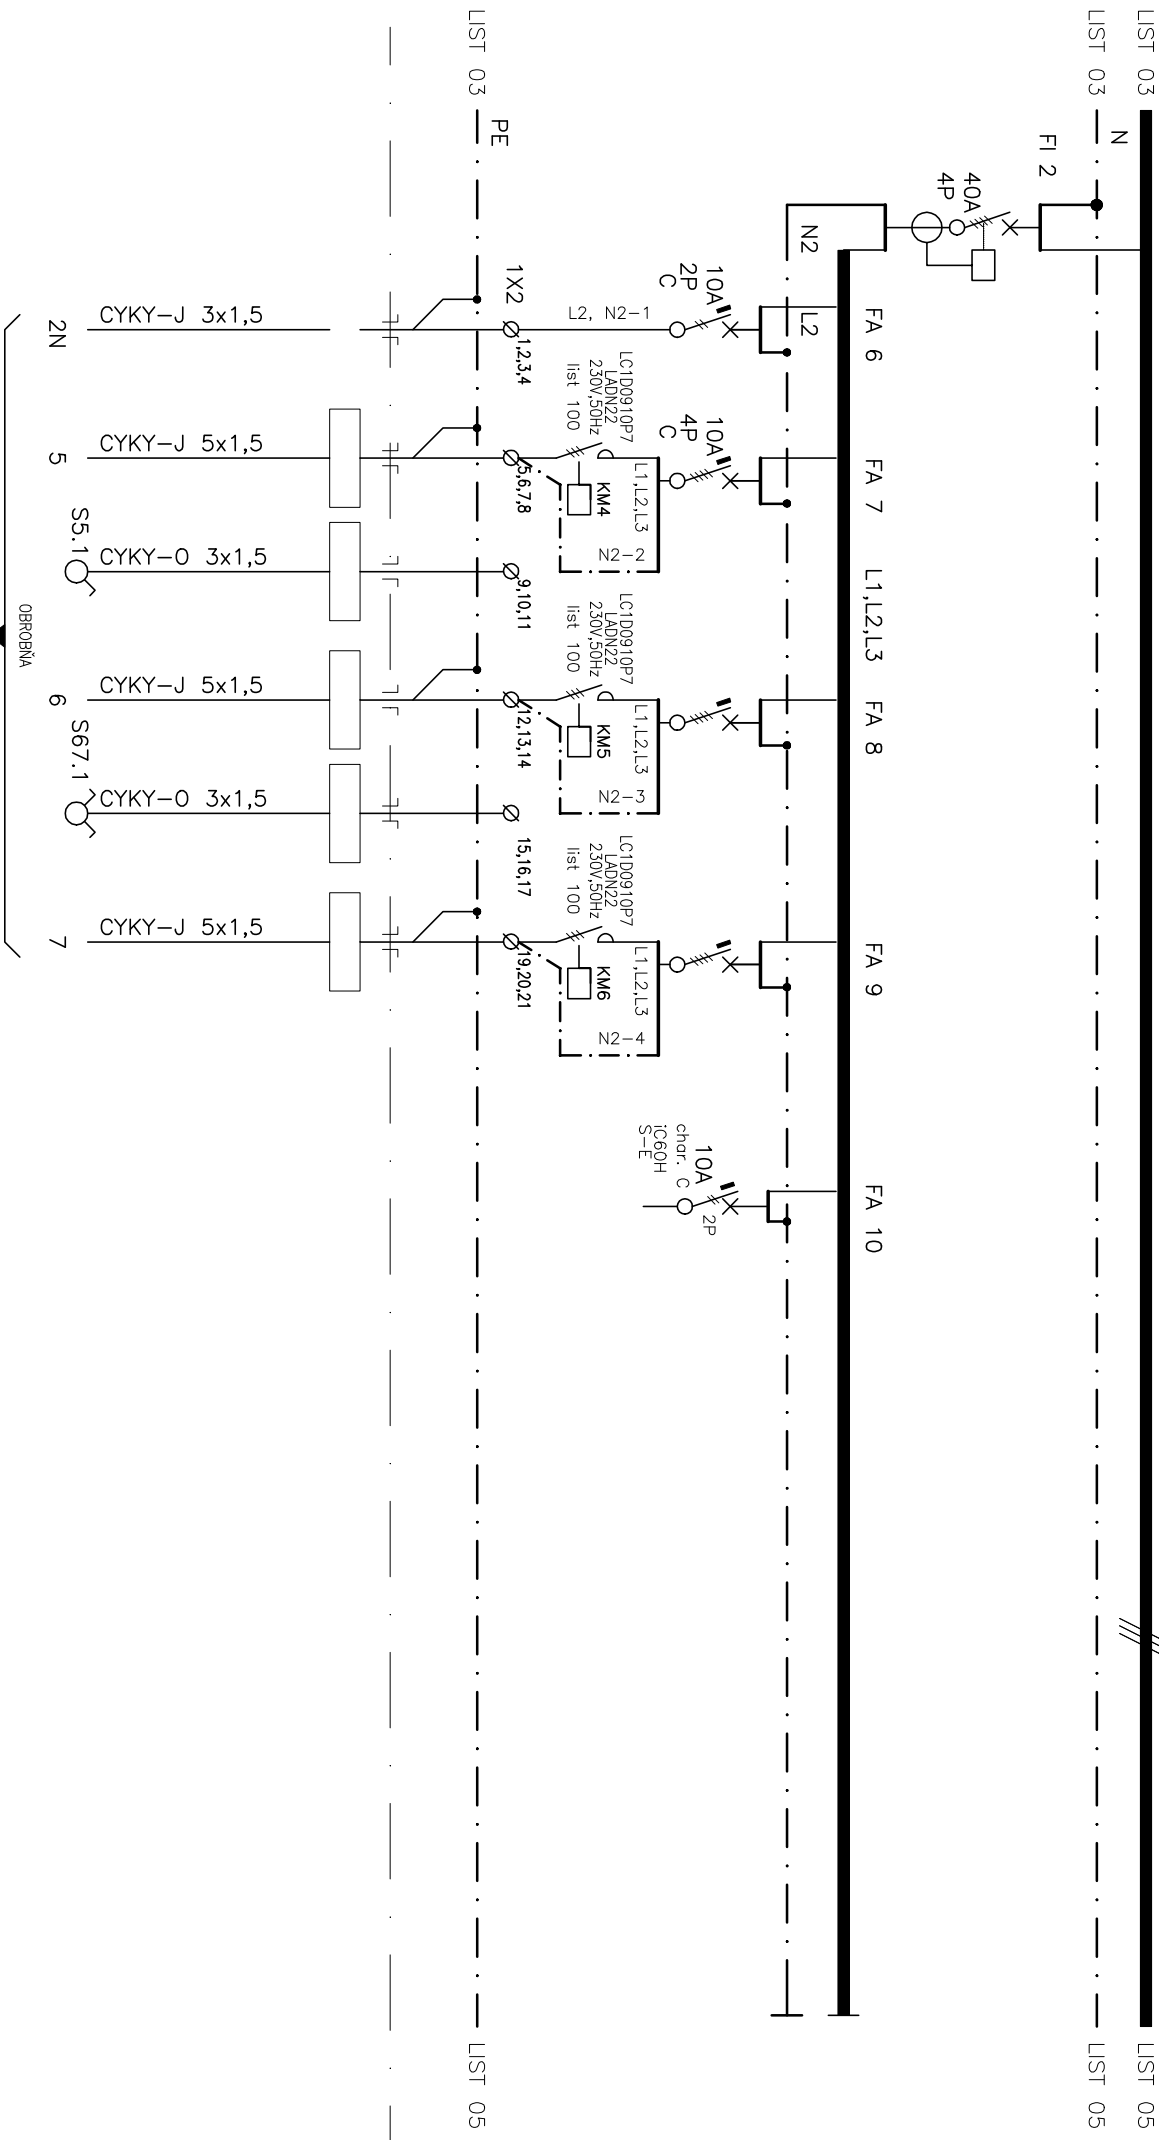 LIST 03
LIST 05
LIST 03
LIST 05
N
FI 2
40A
4P
FA 6
FA 7
L1,L2,L3
FA 8
FA 9
FA 10
N2
L2
10A
2P
C
10A
4P
C
10A
2P
char. C
iC60H
S-E
L2, N2-1
L1,L2,L3
N2-2
LC1D0910P7
LADN22
230V,50Hz
list 100
KM4
L1,L2,L3
N2-3
LC1D0910P7
LADN22
230V,50Hz
list 100
KM5
L1,L2,L3
N2-4
LC1D0910P7
LADN22
230V,50Hz
list 100
KM6
1X2
1,2,3,4
5,6,7,8
9,10,11
12,13,14
15,16,17
19,20,21
PE
LIST 03
LIST 05
CYKY-J 3x1,5
CYKY-J 5x1,5
CYKY-O 3x1,5
CYKY-J 5x1,5
CYKY-O 3x1,5
CYKY-J 5x1,5
2N
5
S5.1
6
S67.1
7
OBROBŇA